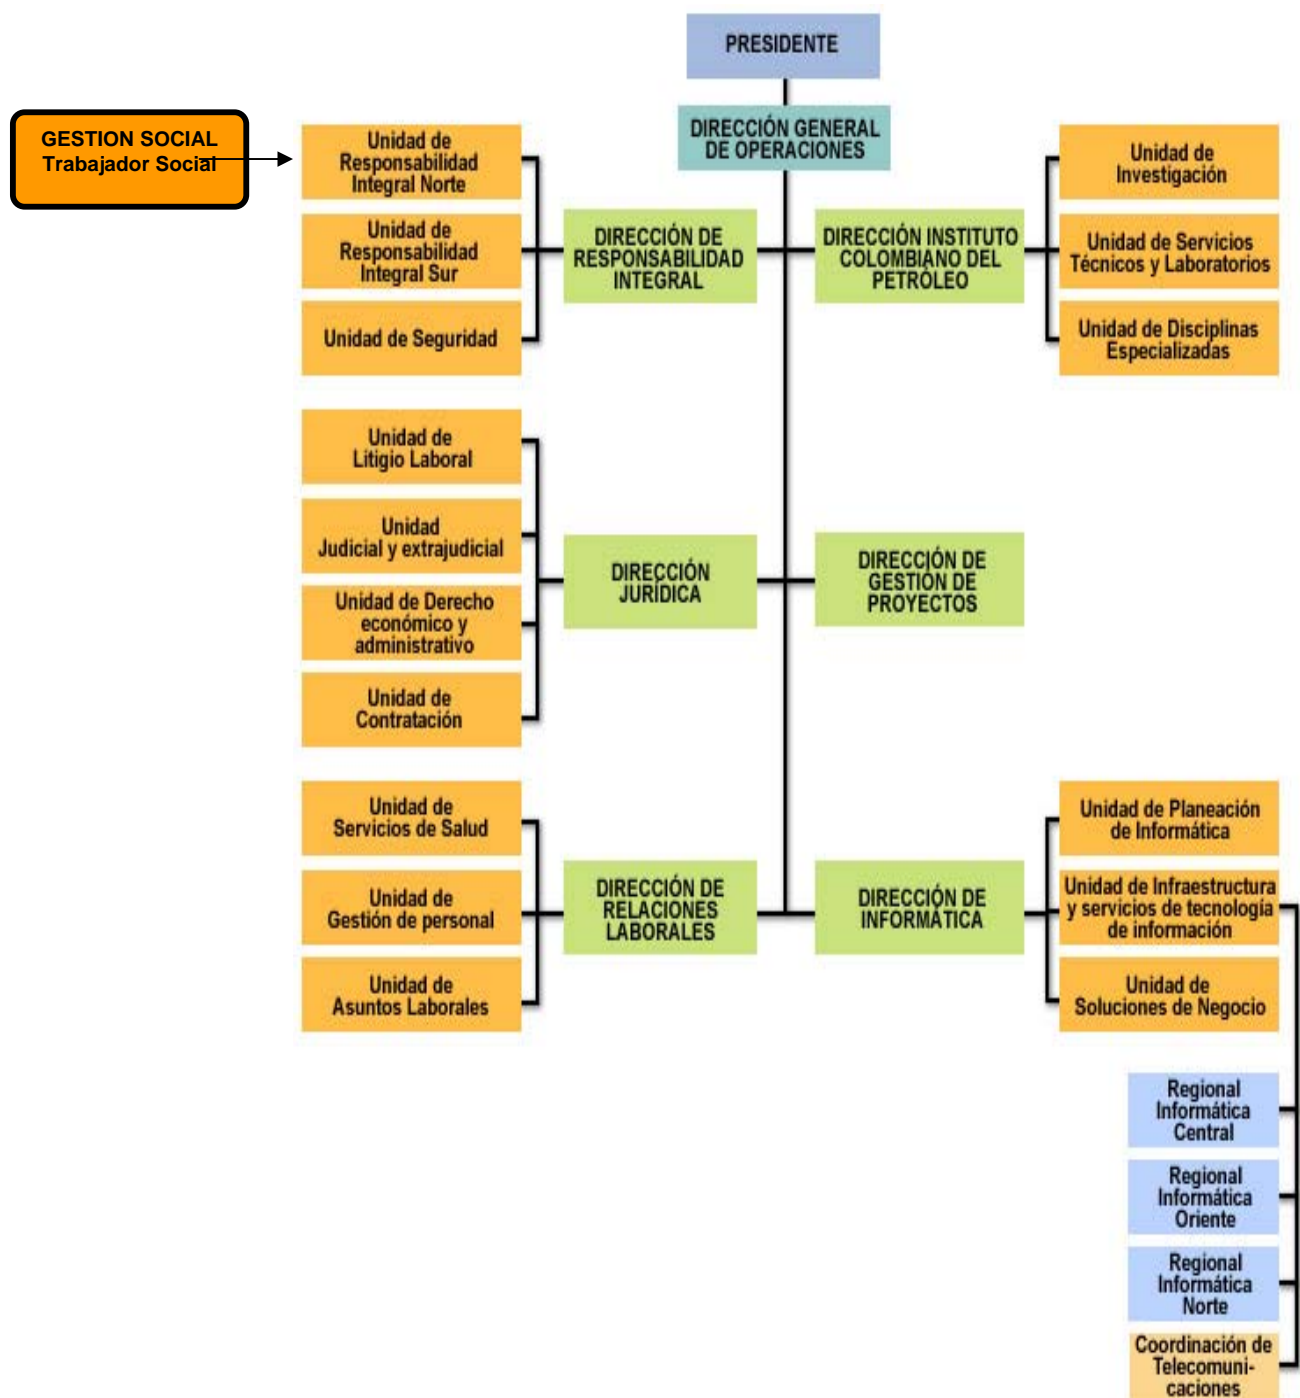 PRESIDENTE
DIRECCIÓN GENERAL
DE OPERACIONES
GESTION SOCIAL
Trabajador Social
Unidad de
Responsabilidad
Integral Norte
Unidad de
Responsabilidad
Integral Sur
Unidad de Seguridad
DIRECCIÓN DE
RESPONSABILIDAD
INTEGRAL
DIRECCIÓN INSTITUTO
COLOMBIANO DEL
PETRÓLEO
Unidad de
Investigación
Unidad de Servicios
Técnicos y Laboratorios
Unidad de Disciplinas
Especializadas
Unidad de
Litigio Laboral
Unidad
Judicial y extrajudicial
Unidad de Derecho
económico y
administrativo
Unidad de
Contratación
DIRECCIÓN
JURÍDICA
DIRECCIÓN DE
GESTIÓN DE
PROYECTOS
Unidad de
Servicios de Salud
Unidad de
Gestión de personal
Unidad de
Asuntos Laborales
DIRECCIÓN DE
RELACIONES
LABORALES
DIRECCIÓN DE
INFORMÁTICA
Unidad de Planeación
de Informática
Unidad de Infraestructura
y servicios de tecnología
de información
Unidad de
Soluciones de Negocio
Regional
Informática
Central
Regional
Informática
Oriente
Regional
Informática
Norte
Coordinación de
Telecomuni-
caciones